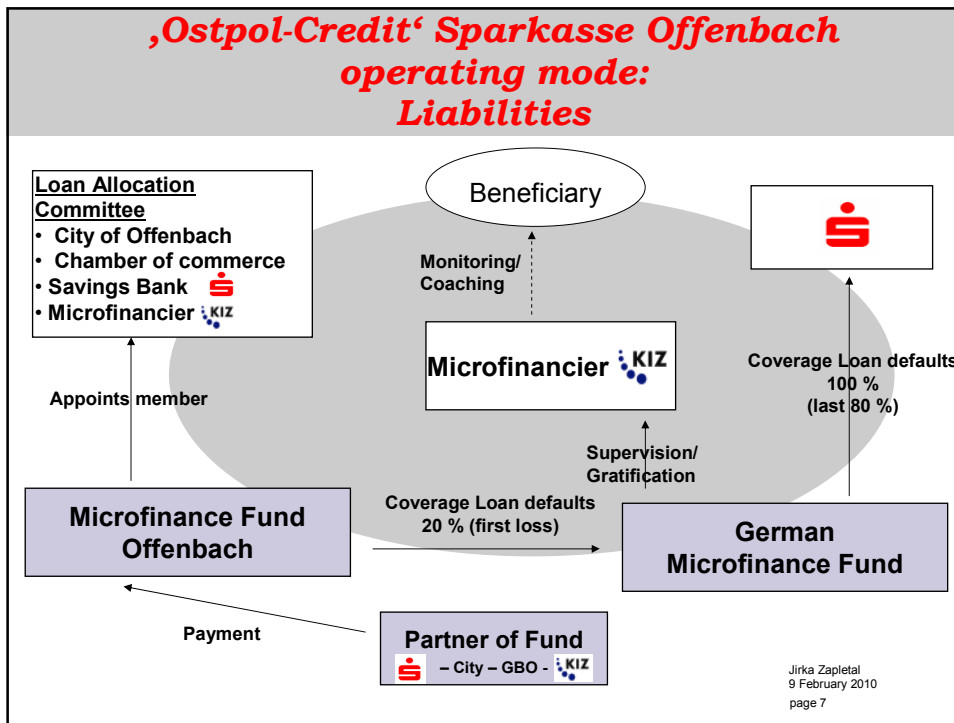 ‚Ostpol-Credit‘ Sparkasse Offenbach
operating mode:
Liabilities
Loan Allocation
Committee
• City of Offenbach
• Chamber of commerce
• Savings Bank
• Microfinancier KIZ
Beneficiary
Monitoring/
Coaching
Microfinancier KIZ
Coverage Loan defaults
100 %
(last 80 %)
Appoints member
Supervision/
Gratification
Coverage Loan defaults
20 % (first loss)
Microfinance Fund
Offenbach
German
Microfinance Fund
Payment
Partner of Fund
– City – GBO - KIZ
Jirka Zapletal
9 February 2010
page 7